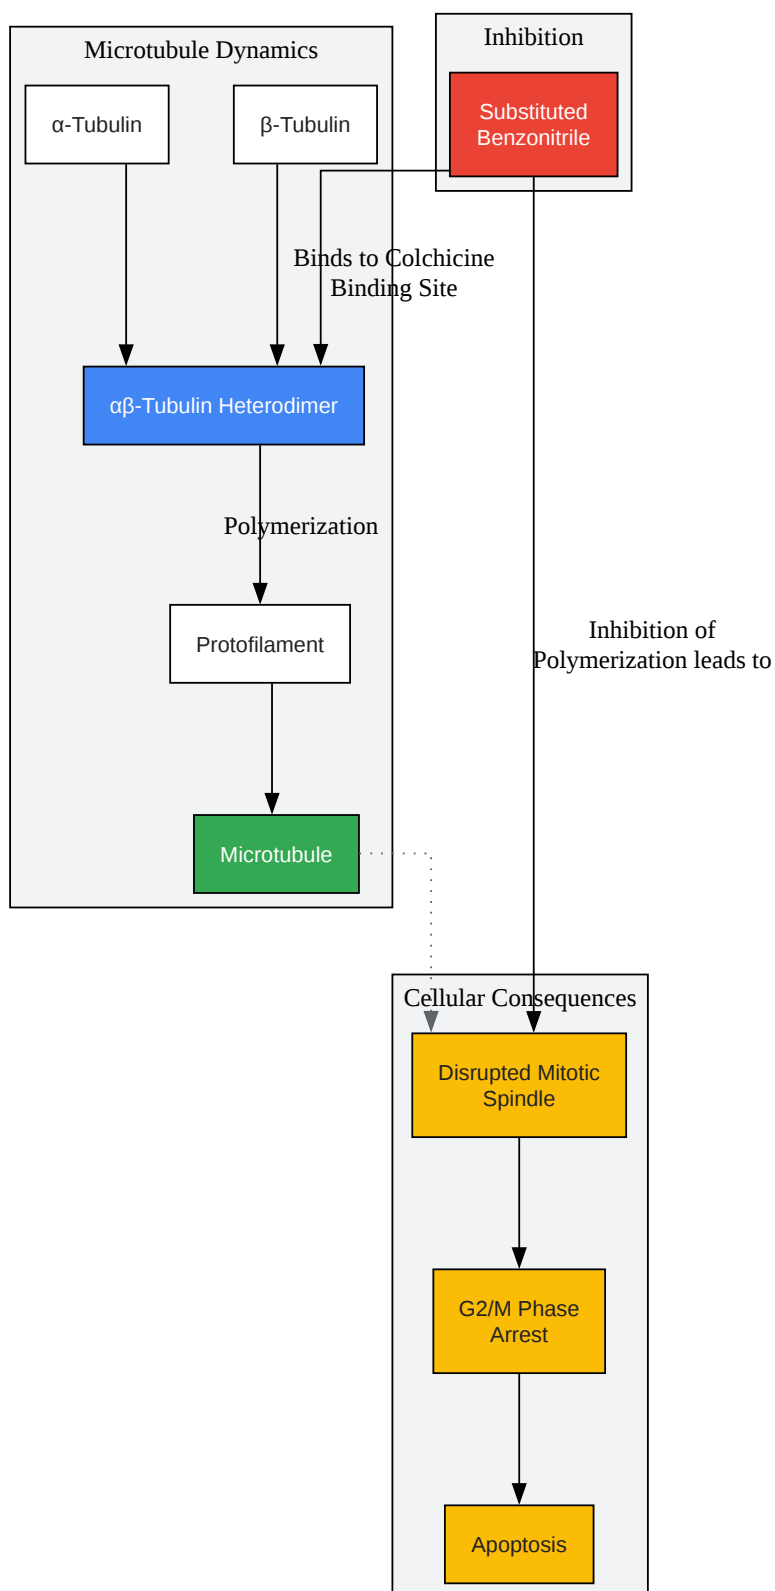 Inhibition
Microtubule Dynamics
α-Tubulin
β-Tubulin
Substituted
Benzonitrile
Binds to Colchicine
Binding Site
αβ-Tubulin Heterodimer
Polymerization
Protofilament
Inhibition of
Polymerization leads to
Microtubule
Cellular Consequences
Disrupted Mitotic
Spindle
G2/M Phase
Arrest
Apoptosis